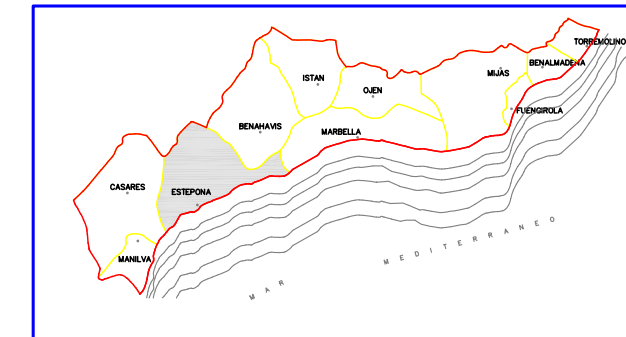 TORREMOLINO
BENALMADENA
MIJAS
ISTAN
OJEN
FUENGIROLA
BENAHAVIS
MARBELLA
CASARES
ESTEPONA
MANILVA
MAR MEDITERRANEO